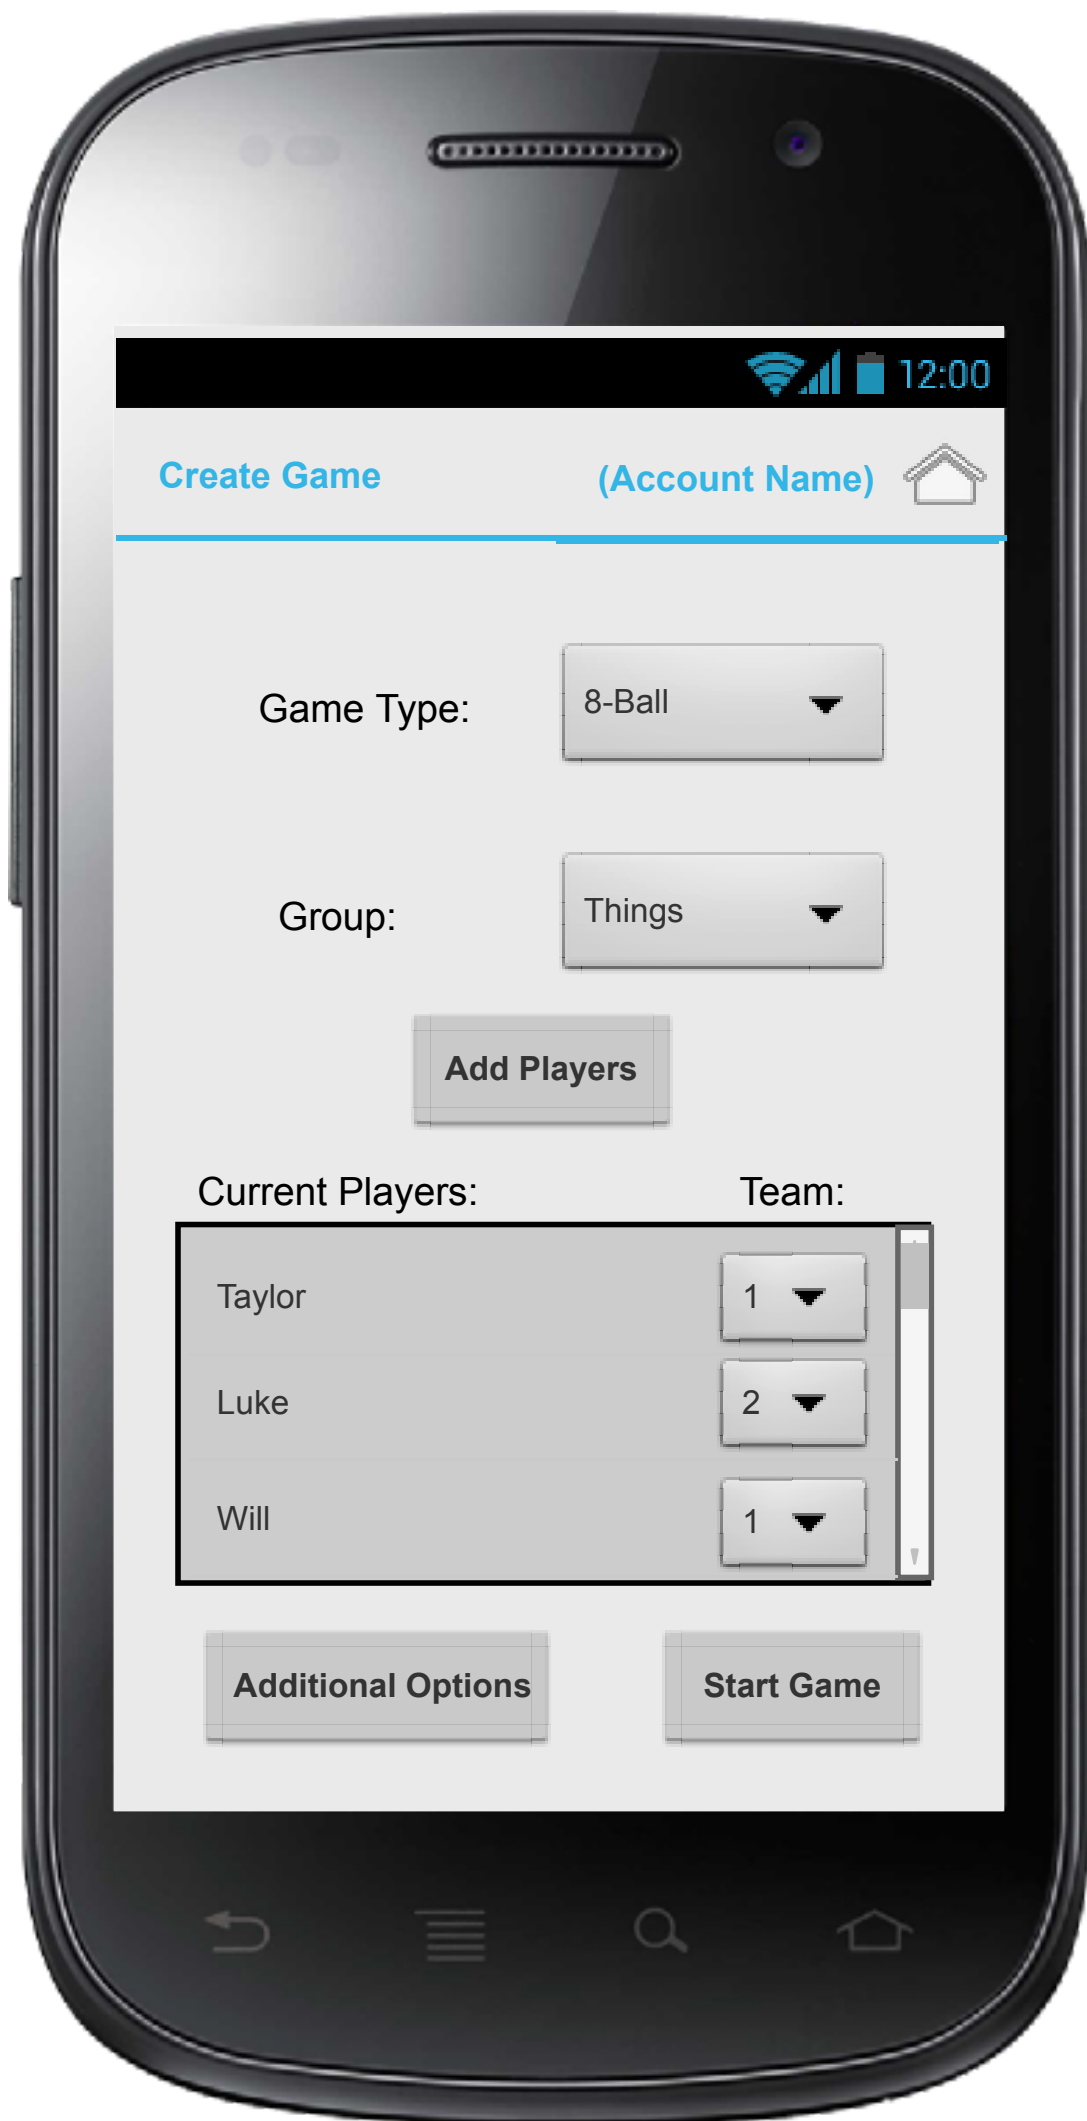 12:00
Create Game (Account Name)
Game Type: 8-Ball
Group: Things
Add Players
Current Players: Team:
Taylor 1
Luke 2
Will 1
Additional Options Start Game